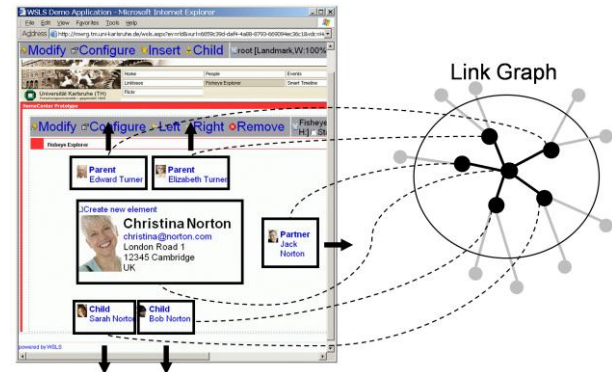 WSLS Demo Application - Microsoft Internet Explorer
File Edit View Favorites Tools Help
Address
Modify Configure Insert Child root [Landmark,W:100%
Home People Events
Linkbase Fisheye Explorer Smart Timeline
Universität Karlsruhe (TH)
Flickr
HomeCenter Prototype
Modify Configure Left Right Remove Fisheye
H:]
Fisheye Explorer
Link Graph
Parent
Edward Turner
Parent
Elizabeth Turner
Create new element
Christina Norton
christina@norton.com
London Road 1
12345 Cambridge
UK
Partner
Jack
Norton
Child
Sarah Norton
Child
Bob Norton
powered by WSLS